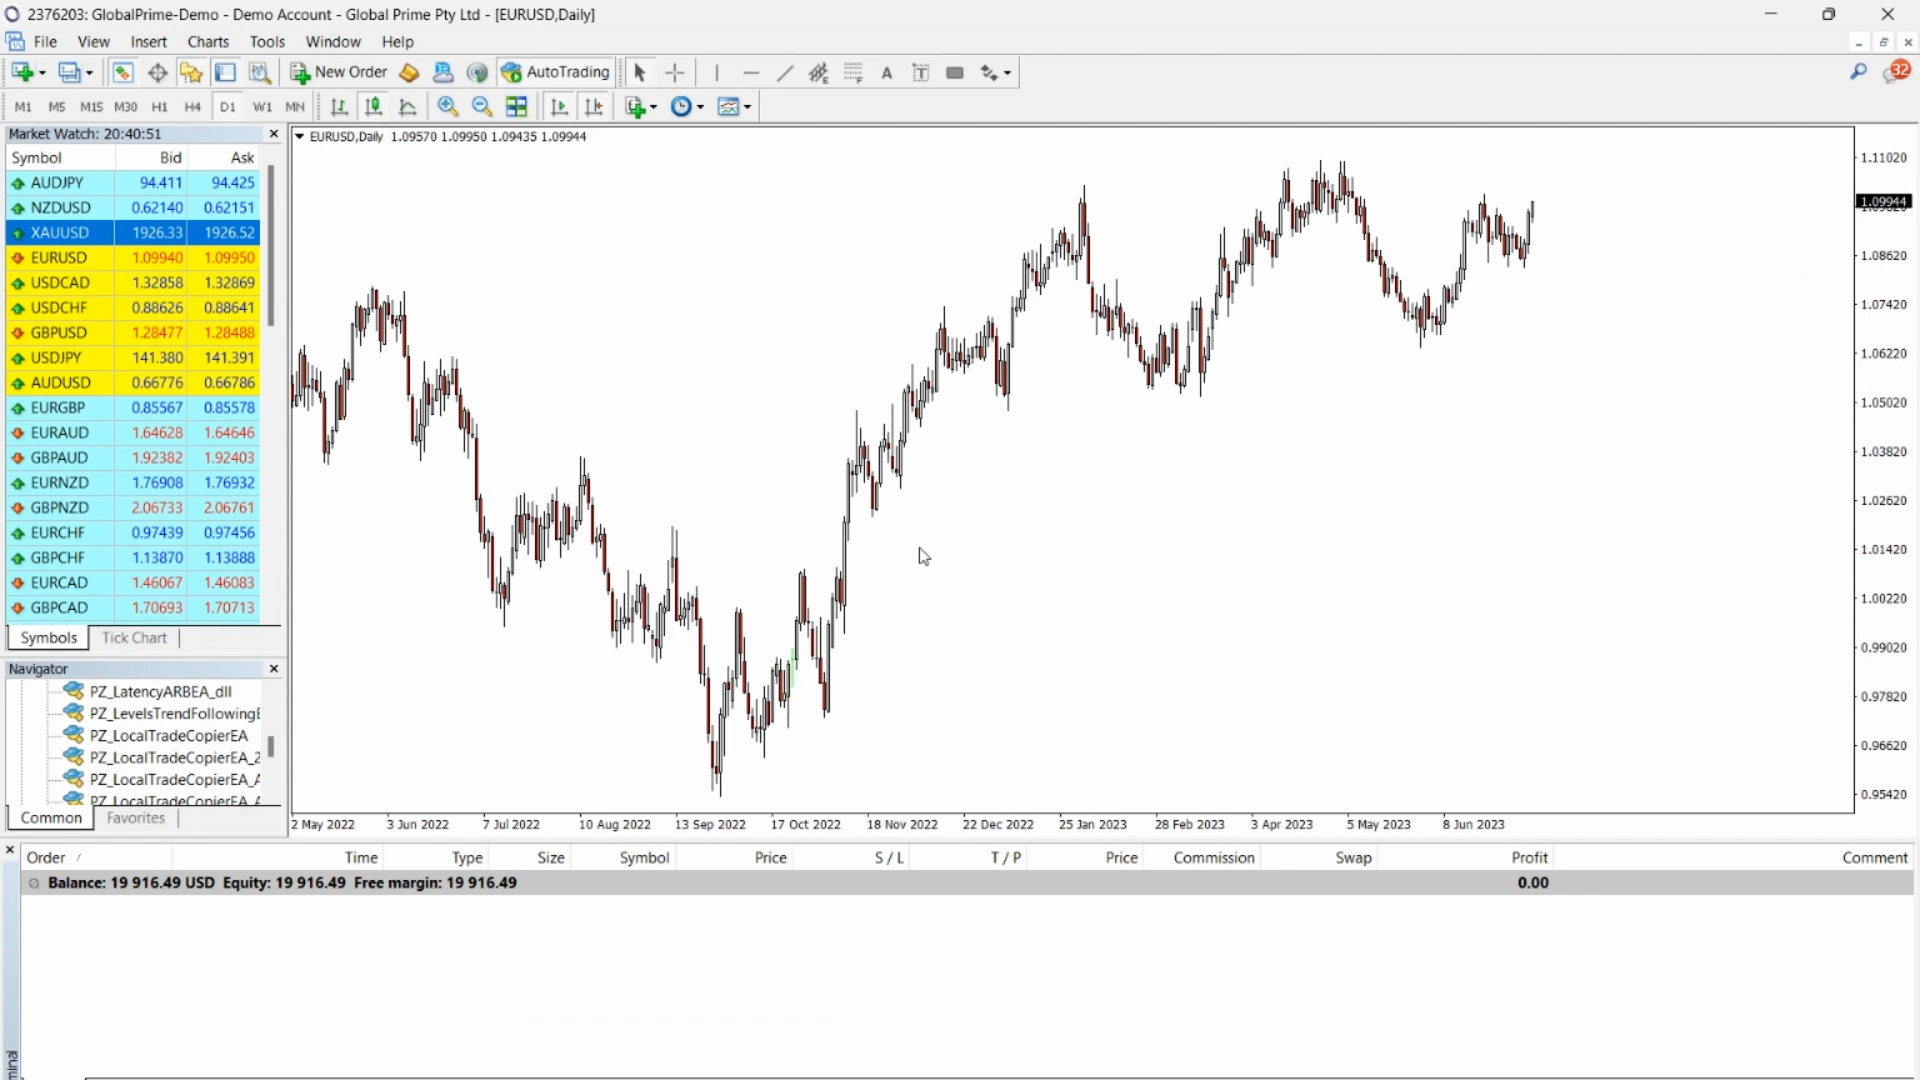 2376203: GlobalPrime-Demo - Demo Account - Global Prime Pty Ltd - [EURUSD,Daily]
File View Insert Charts Tools Window Help
New Order AutoTrading A T 32
M1 M5 M15 M30 H1 H4 D1 W1 MN
Market Watch: 20:40:51
Symbol Bid Ask
AUDJPY 94.411 94.425
NZDUSD 0.62140 0.62151
XAUUSD 1926.33 1926.52
EURUSD 1.09940 1.09950
USDCAD 1.32858 1.32869
USDCHF 0.88626 0.88641
GBPUSD 1.28477 1.28488
USDJPY 141.380 141.391
AUDUSD 0.66776 0.66786
EURGBP 0.85567 0.85578
EURAUD 1.64628 1.64646
GBPAUD 1.92382 1.92403
EURNZD 1.76908 1.76932
GBPNZD 2.06733 2.06761
EURCHF 0.97439 0.97456
GBPCHF 1.13870 1.13888
EURCAD 1.46067 1.46083
GBPCAD 1.70693 1.70713
Symbols Tick Chart
Navigator
PZ_LatencyARBEA_dll
PZ_LevelsTrendFollowingE
PZ_LocalTradeCopierEA
PZ_LocalTradeCopierEA_2
PZ_LocalTradeCopierEA_A
PZ_LocalTradeCopierEA_A
Common Favorites
EURUSD,Daily 1.09570 1.09950 1.09435 1.09944
1.11020
1.09944
1.08620
1.07420
1.06220
1.05020
1.03820
1.02620
1.01420
1.00220
0.99020
0.97820
0.96620
0.95420
2 May 2022 3 Jun 2022 7 Jul 2022 10 Aug 2022 13 Sep 2022 17 Oct 2022 18 Nov 2022 22 Dec 2022 25 Jan 2023 28 Feb 2023 3 Apr 2023 5 May 2023 8 Jun 2023
Order / Time Type Size Symbol Price S / L T / P Price Commission Swap Profit Comment
Balance: 19 916.49 USD Equity: 19 916.49 Free margin: 19 916.49 0.00
minal